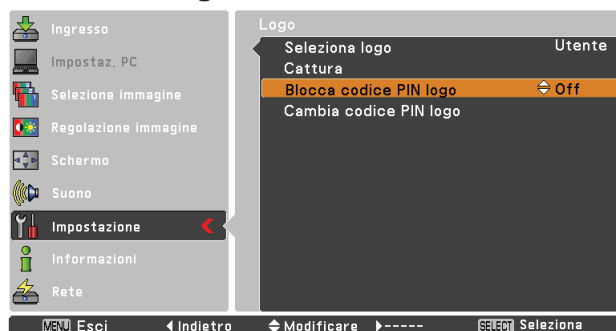 Ingresso
Impostaz. PC
Selezione immagine
Regolazione immagine
Schermo
Suono
Impostazione
Informazioni
Rete
Logo
Seleziona logo Utente
Cattura
Blocca codice PIN logo Off
Cambia codice PIN logo
MENU Esci Indietro Modificare ----- SELECT Seleziona